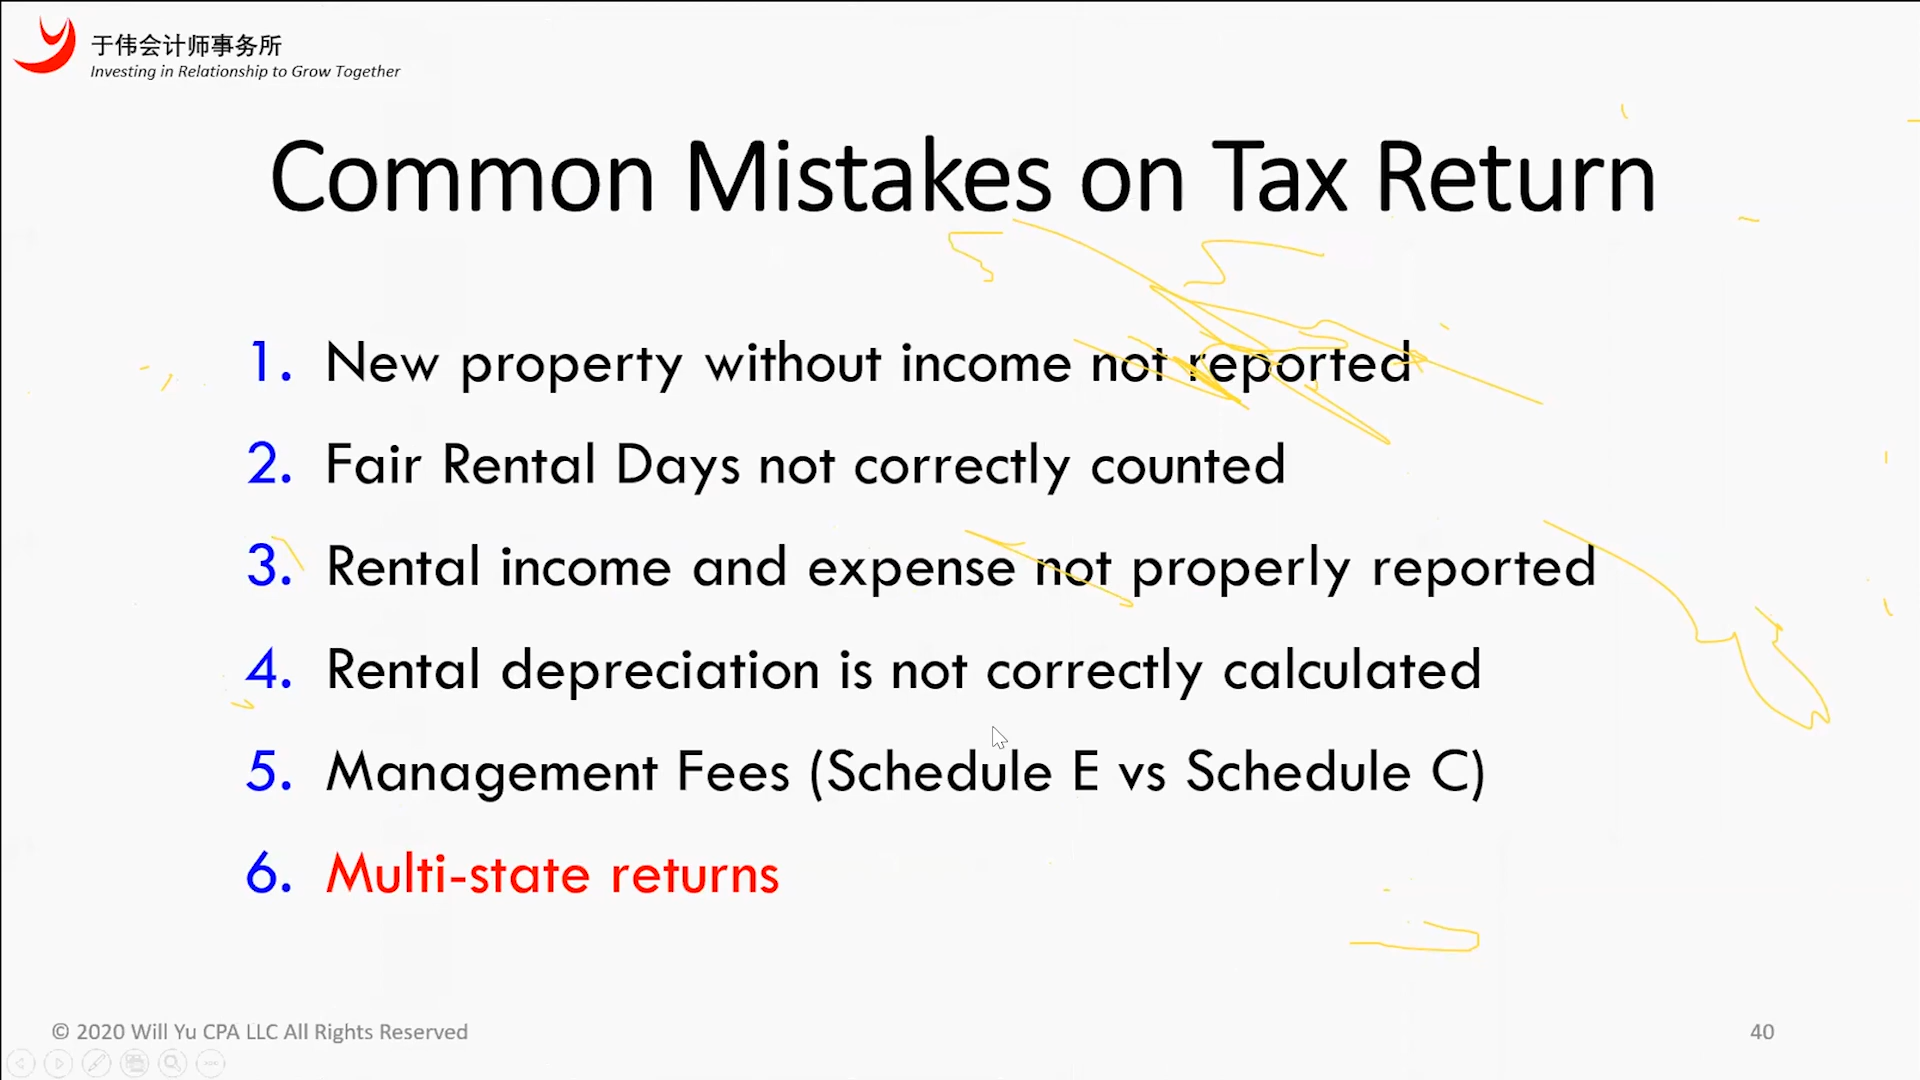 于伟会计师事务所
Investing in Relationship to Grow Together
Common Mistakes on Tax Return
1. New property without income not reported
2. Fair Rental Days not correctly counted
3. Rental income and expense not properly reported
4. Rental depreciation is not correctly calculated
5. Management Fees (Schedule E vs Schedule C)
6. Multi-state returns
© 2020 Will Yu CPA LLC All Rights Reserved
40